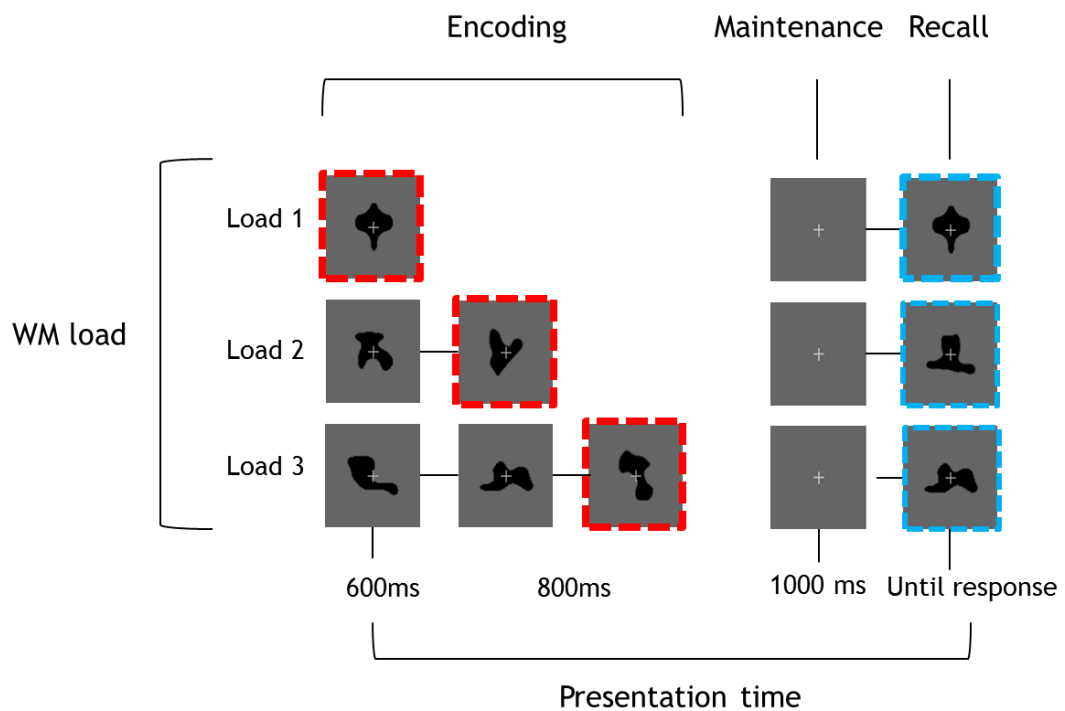 Encoding
Maintenance
Recall
WM load
Load 1
Load 2
Load 3
600ms
800ms
1000 ms
Until response
Presentation time